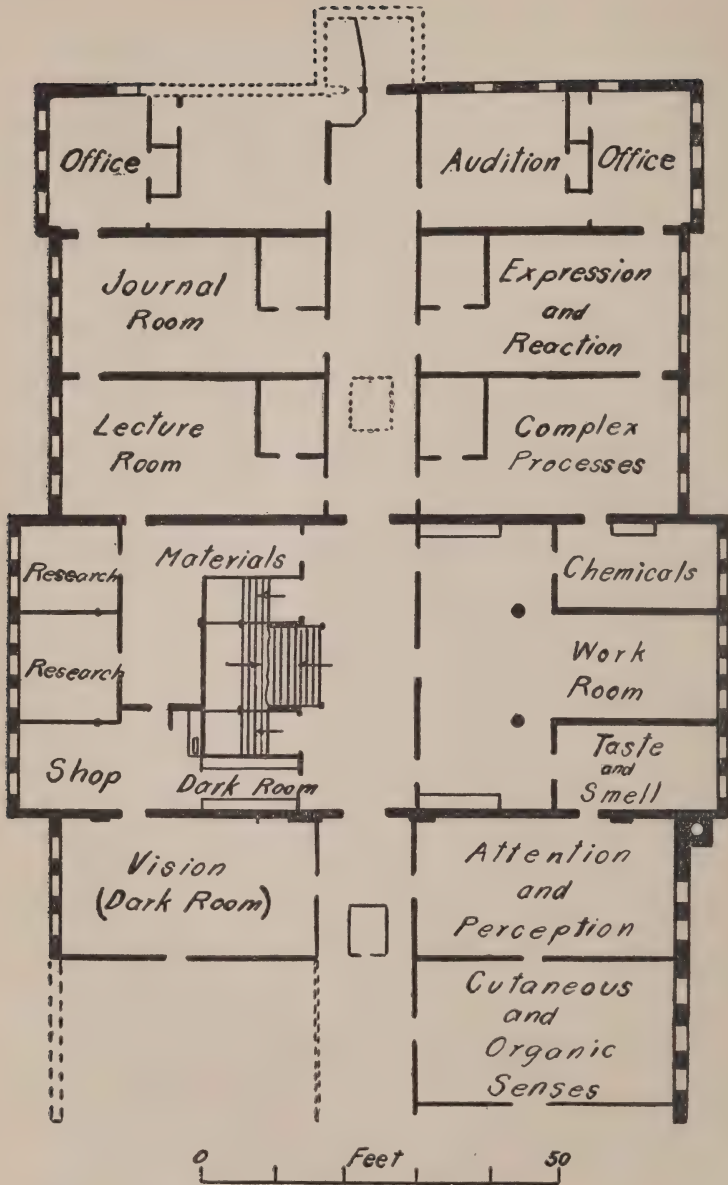 Office
Audition
Office
Journal
Room
Expression
and
Reaction
Lecture
Room
Complex
Processes
Materials
Research
Chemicals
Research
Work
Room
Shop
Dark Room
Taste
and
Smell
Vision
(Dark Room)
Attention
and
Perception
Cutaneous
and
Organic
Senses
0 Feet 50